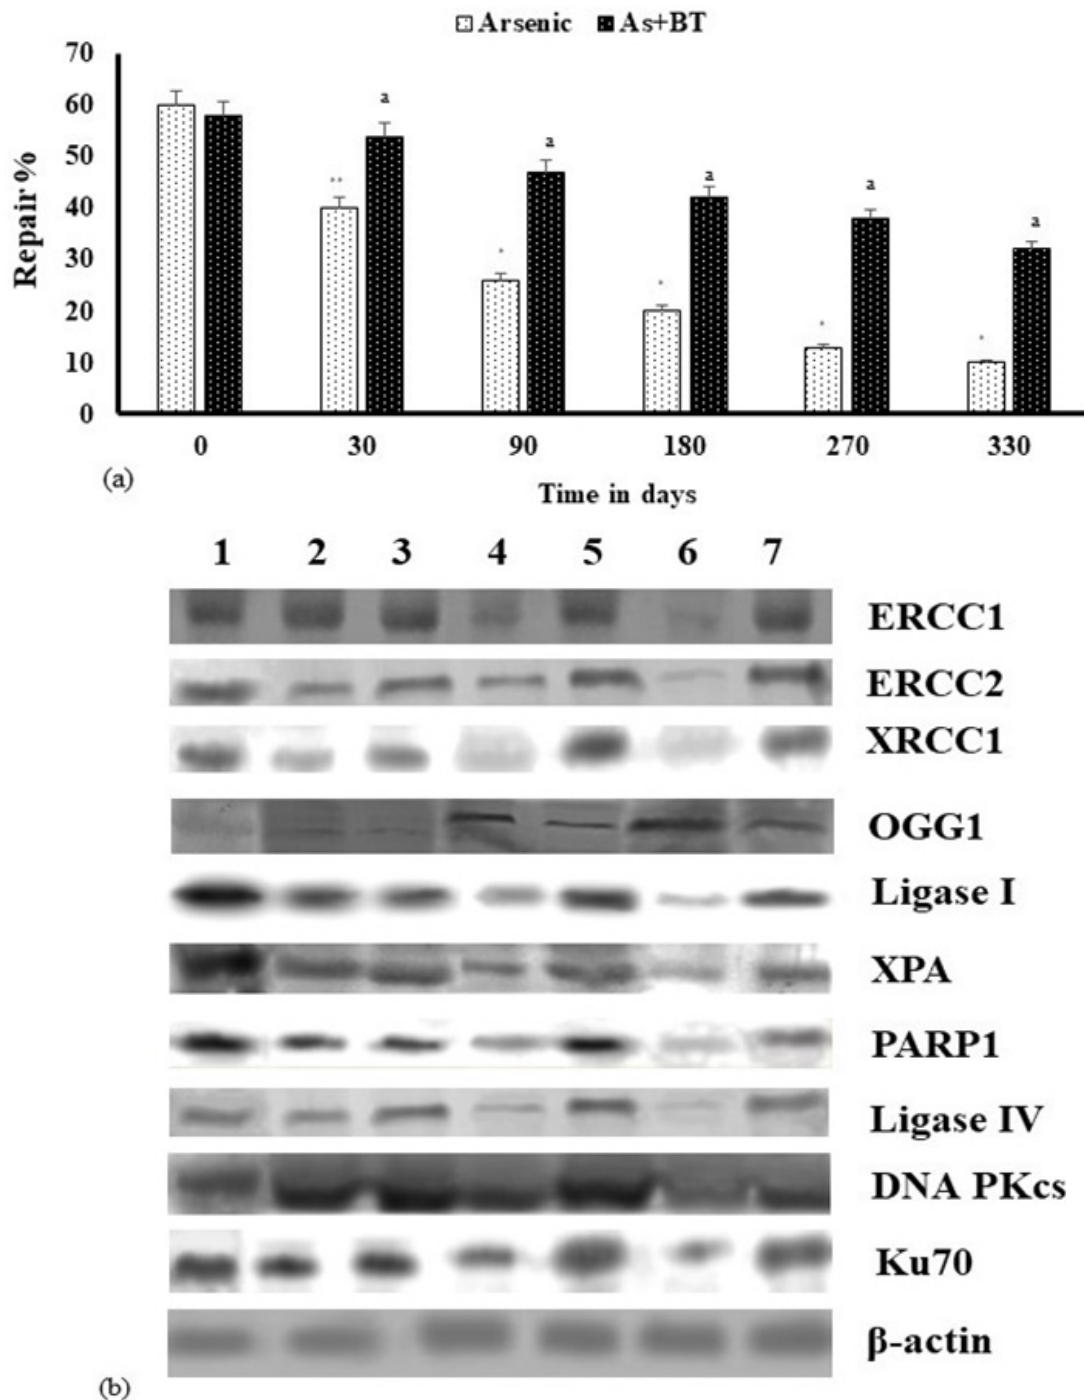 Arsenic As+BT
70
60
50
40
30
20
10
0
Repair %
a
a
a
a
a
**
*
*
*
*
0 30 90 180 270 330
(a)
Time in days
1 2 3 4 5 6 7
ERCC1
ERCC2
XRCC1
OGG1
Ligase I
XPA
PARP1
Ligase IV
DNA PKcs
Ku70
β-actin
(b)